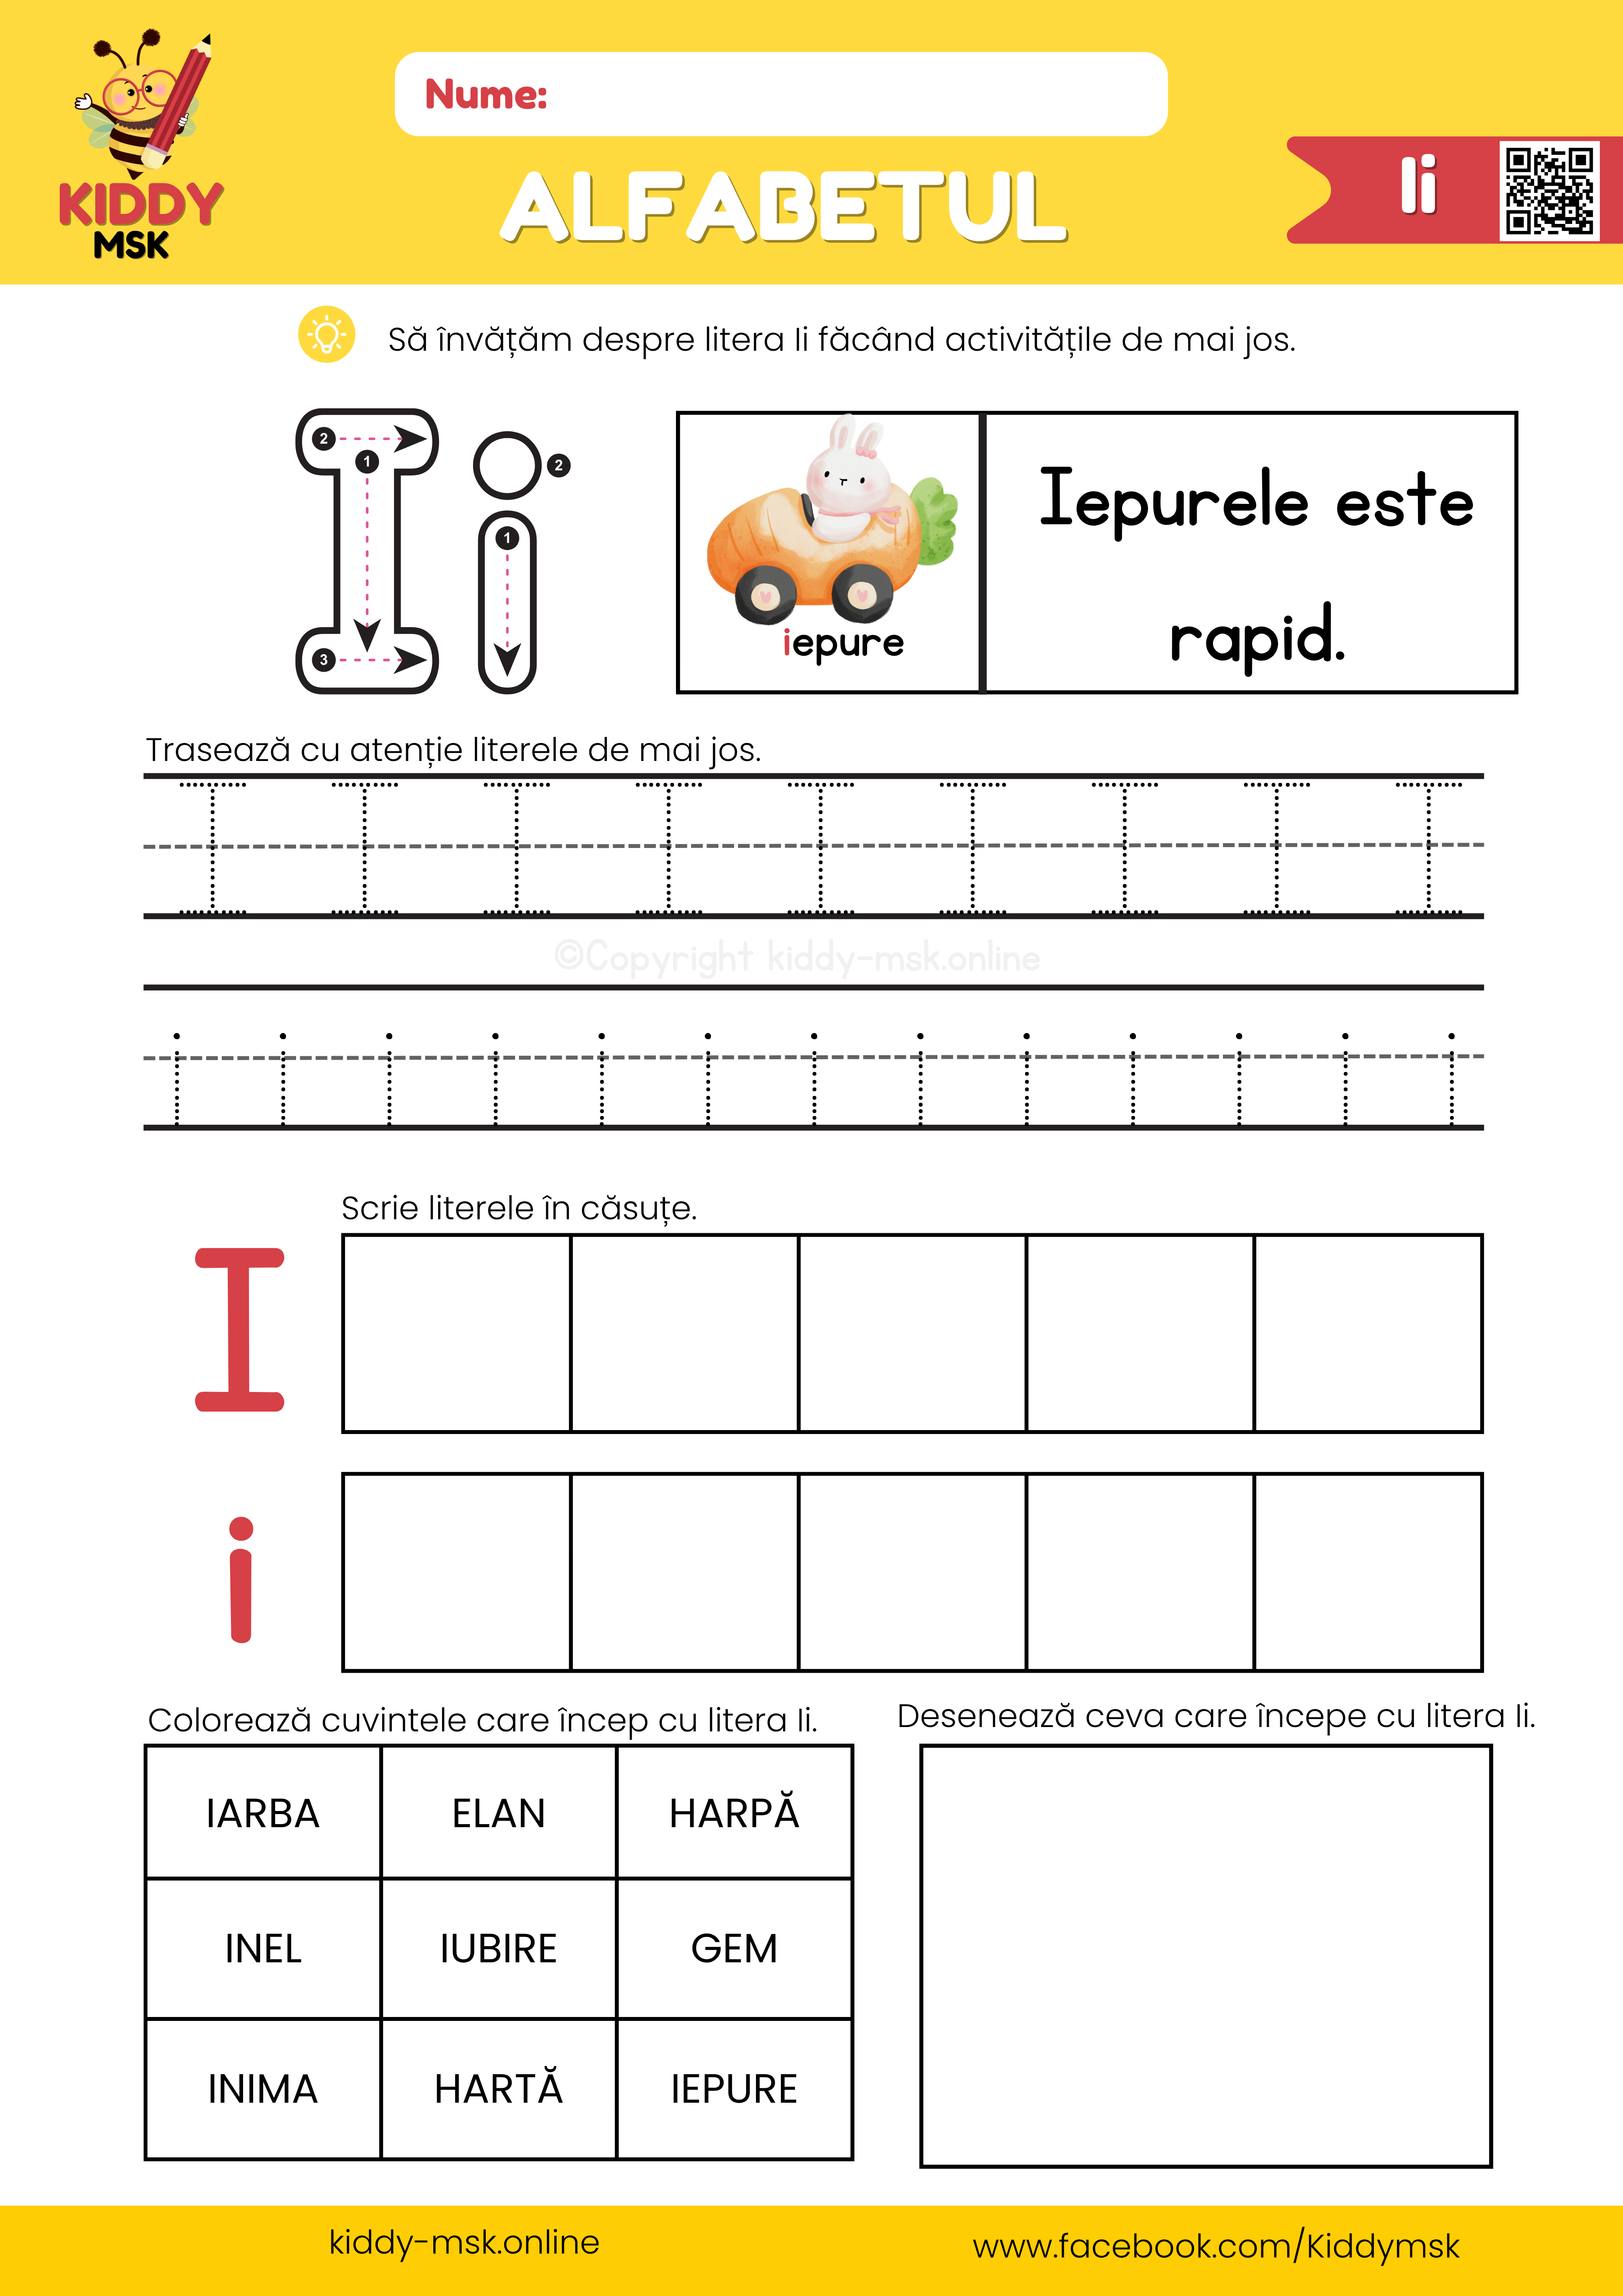 KIDDY
MSK
Nume:
ALFABETUL
Ii
Să învățăm despre litera Ii făcând activitățile de mai jos.
2
1
3
2
1
iepure
Iepurele este
rapid.
Trasează cu atenție literele de mai jos.
I I I I I I I I I
©Copyright kiddy-msk.online
i i i i i i i i i i i i i
Scrie literele în căsuțe.
I
i
Colorează cuvintele care încep cu litera Ii.
IARBA ELAN HARPĂ
INEL IUBIRE GEM
INIMA HARTĂ IEPURE
Desenează ceva care începe cu litera Ii.
kiddy-msk.online
www.facebook.com/Kiddymsk